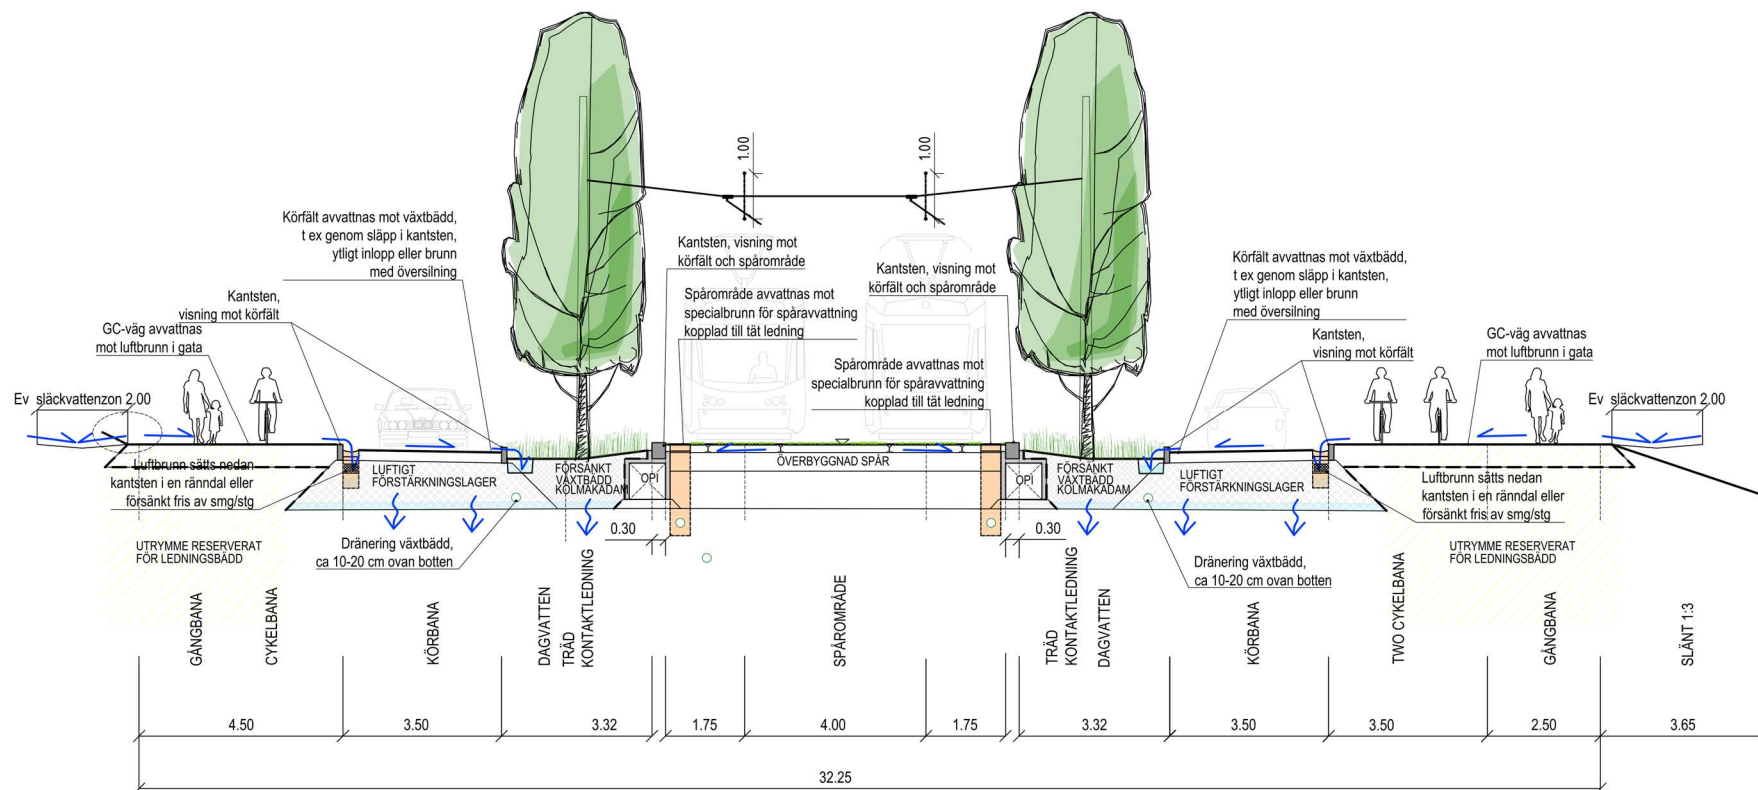 1.00
1.00
Körfält avvattnas mot växtbädd,
t ex genom släpp i kantsten,
ytligt inlopp eller brunn
med översilning
Kantsten, visning mot
körfält och spårområde
Kantsten, visning mot
körfält och spårområde
Körfält avvattnas mot växtbädd,
t ex genom släpp i kantsten,
ytligt inlopp eller brunn
med översilning
Kantsten,
visning mot körfält
Spårområde avvattnas mot
specialbrunn för spåravvattning
kopplad till tät ledning
GC-väg avvattnas
mot luftbrunn i gata
Kantsten,
visning mot körfält
GC-väg avvattnas
mot luftbrunn i gata
Spårområde avvattnas mot
specialbrunn för spåravvattning
kopplad till tät ledning
Ev släckvattenzon 2.00
Ev släckvattenzon 2.00
Luftbrunn sätts nedan
kantsten i en ränndal eller
försänkt fris av smg/stg
LUFTIGT
FÖRSTÄRKNINGSLAGER
FÖRSÄNKT
VÄXTBÄDD
KOLMAKADAM
OPI
ÖVERBYGGNAD SPÅR
OPI
FÖRSÄNKT
VÄXTBÄDD
KOLMAKADAM
LUFTIGT
FÖRSTÄRKNINGSLAGER
Luftbrunn sätts nedan
kantsten i en ränndal eller
försänkt fris av smg/stg
0.30
0.30
UTRYMME RESERVERAT
FÖR LEDNINGSBÄDD
Dränering växtbädd,
ca 10-20 cm ovan botten
Dränering växtbädd,
ca 10-20 cm ovan botten
UTRYMME RESERVERAT
FÖR LEDNINGSBÄDD
GÅNGBANA
CYKELBANA
KÖRBANA
DAGVATTEN
TRÄD
KONTAKTLEDNING
SPÅROMRÅDE
TRÄD
KONTAKTLEDNING
DAGVATTEN
KÖRBANA
TWO CYKELBANA
GÅNGBANA
SLÄNT 1:3
4.50
3.50
3.32
1.75
4.00
1.75
3.32
3.50
3.50
2.50
3.65
32.25